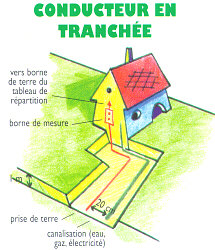 CONDUCTEUR EN
TRANCHÉE
vers borne
de terre du
tableau de
répartition
borne de mesure
1 m
20 cm
prise de terre
canalisation (eau,
gaz, électricité)